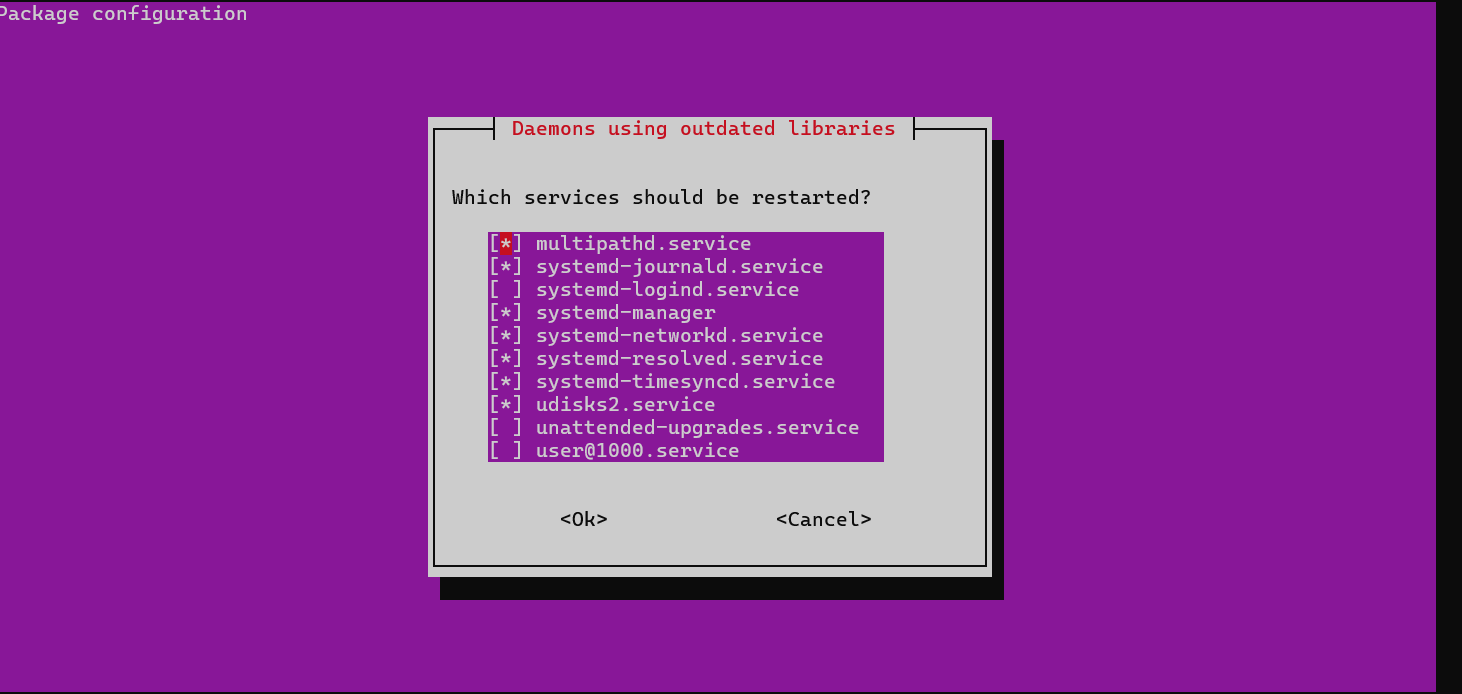 Package configuration
Daemons using outdated libraries
Which services should be restarted?
[*] multipathd.service
[*] systemd-journald.service
[ ] systemd-logind.service
[*] systemd-manager
[*] systemd-networkd.service
[*] systemd-resolved.service
[*] systemd-timesyncd.service
[*] udisks2.service
[ ] unattended-upgrades.service
[ ] user@1000.service
<Ok> <Cancel>